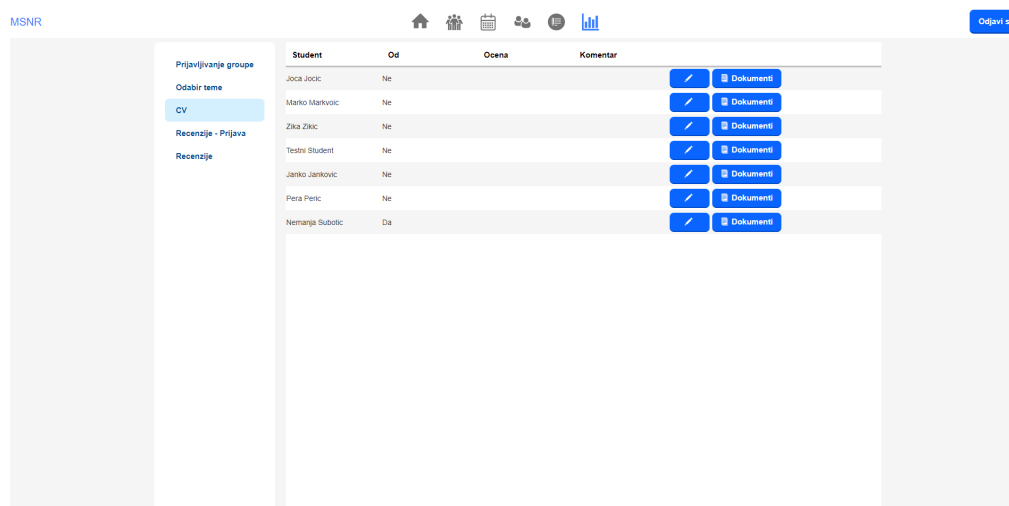 MSNR
Odjavi s
Prijavljivanje groupe
Odabir teme
CV
Recenzije - Prijava
Recenzije
Student Od Ocena Komentar
Joca Jocic Ne Dokumenti
Marko Markvoic Ne Dokumenti
Zika Zikic Ne Dokumenti
Testni Student Ne Dokumenti
Janko Jankovic Ne Dokumenti
Pera Peric Ne Dokumenti
Nemanja Subotic Da Dokumenti